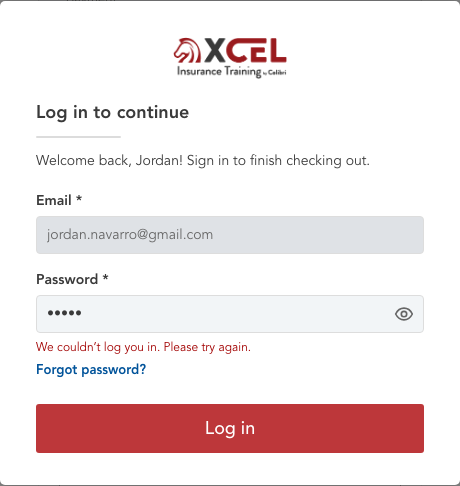 XCEL
Insurance Training by Colibri
Log in to continue
Welcome back, Jordan! Sign in to finish checking out.
Email *
jordan.navarro@gmail.com
Password *
•••••
We couldn't log you in. Please try again.
Forgot password?
Log in